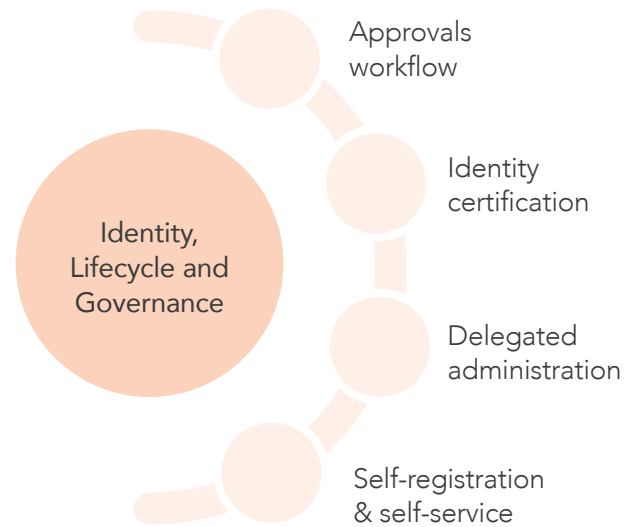 Approvals
workflow
Identity
certification
Identity,
Lifecycle and
Governance
Delegated
administration
Self-registration
& self-service